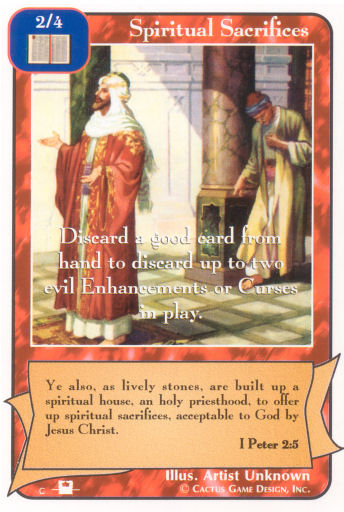 2/4
Spiritual Sacrifices
Discard a good card from
hand to discard up to two
evil Enhancements or Curses
in play.
Ye also, as lively stones, are built up a
spiritual house, an holy priesthood, to offer
up spiritual sacrifices, acceptable to God by
Jesus Christ.
I Peter 2:5
Illus. Artist Unknown
C
© Cactus Game Design, Inc.